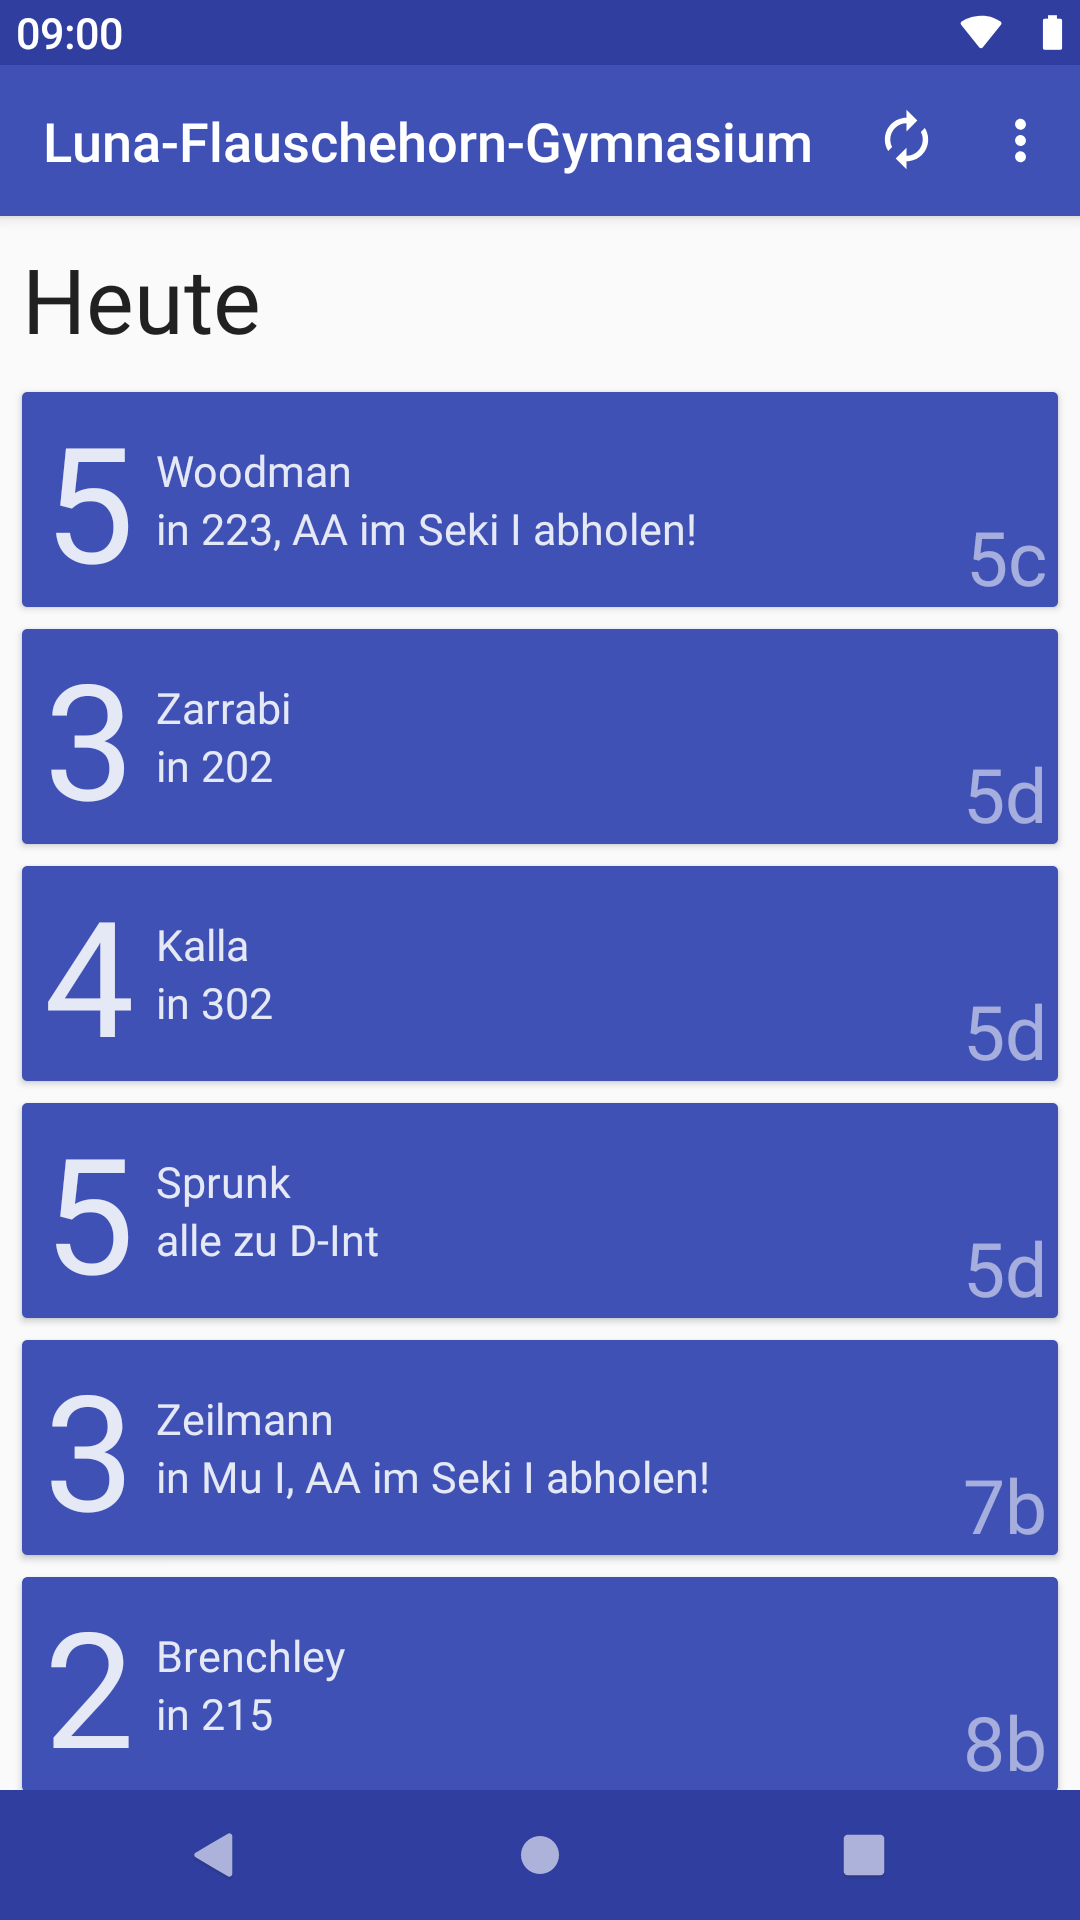 09:00
Luna-Flauschehorn-Gymnasium
Heute
5
Woodman
in 223, AA im Seki I abholen!
5c
3
Zarrabi
in 202
5d
4
Kalla
in 302
5d
5
Sprunk
alle zu D-Int
5d
3
Zeilmann
in Mu I, AA im Seki I abholen!
7b
2
Brenchley
in 215
8b